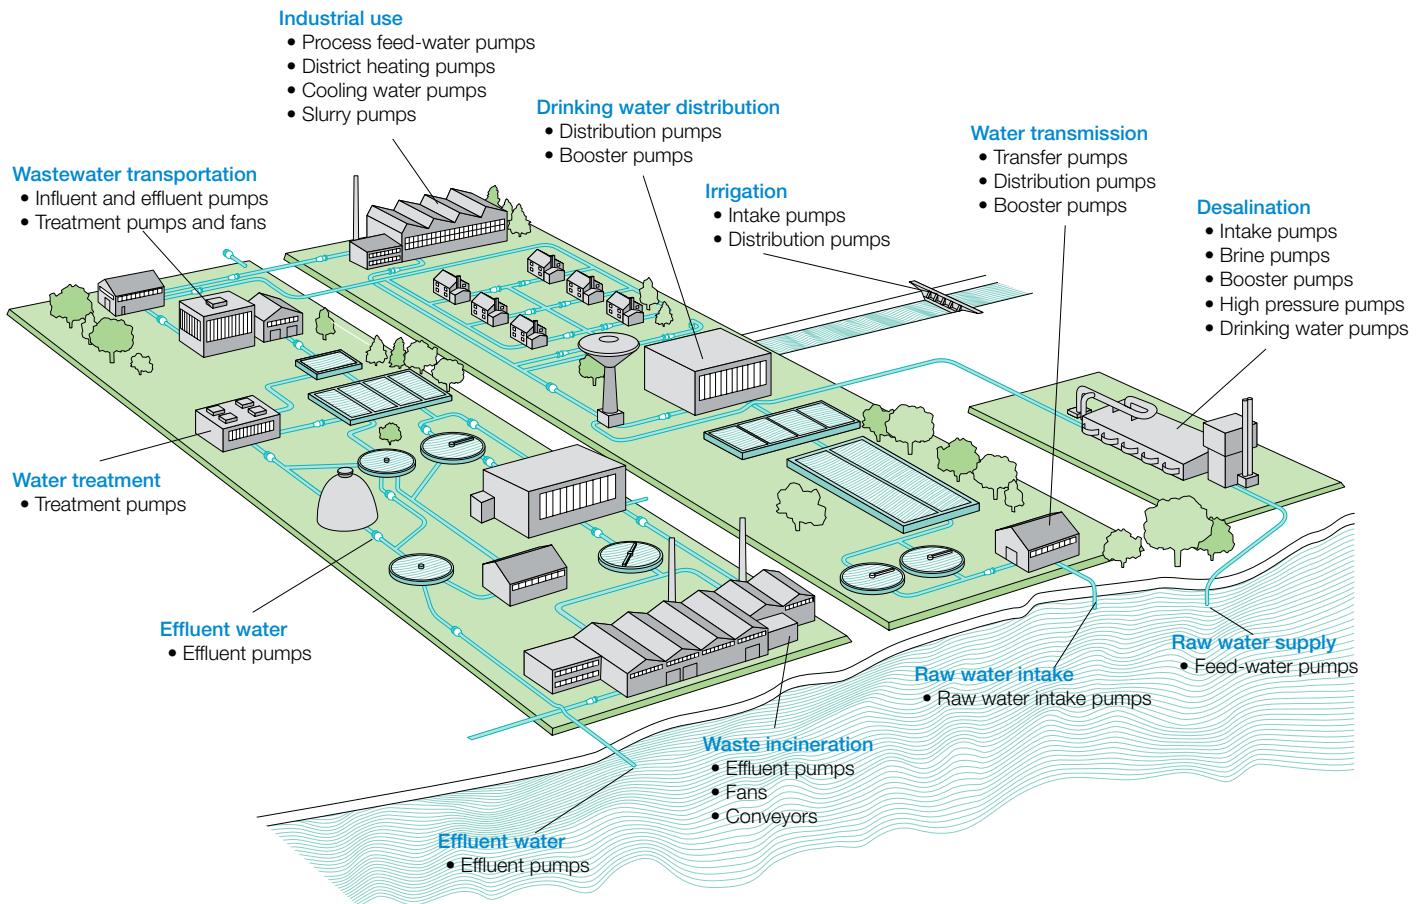 Industrial use
• Process feed-water pumps
• District heating pumps
• Cooling water pumps
• Slurry pumps
Drinking water distribution
• Distribution pumps
• Booster pumps
Water transmission
• Transfer pumps
• Distribution pumps
• Booster pumps
Wastewater transportation
• Influent and effluent pumps
• Treatment pumps and fans
Irrigation
• Intake pumps
• Distribution pumps
Desalination
• Intake pumps
• Brine pumps
• Booster pumps
• High pressure pumps
• Drinking water pumps
Water treatment
• Treatment pumps
Effluent water
• Effluent pumps
Raw water supply
• Feed-water pumps
Raw water intake
• Raw water intake pumps
Waste incineration
• Effluent pumps
• Fans
• Conveyors
Effluent water
• Effluent pumps